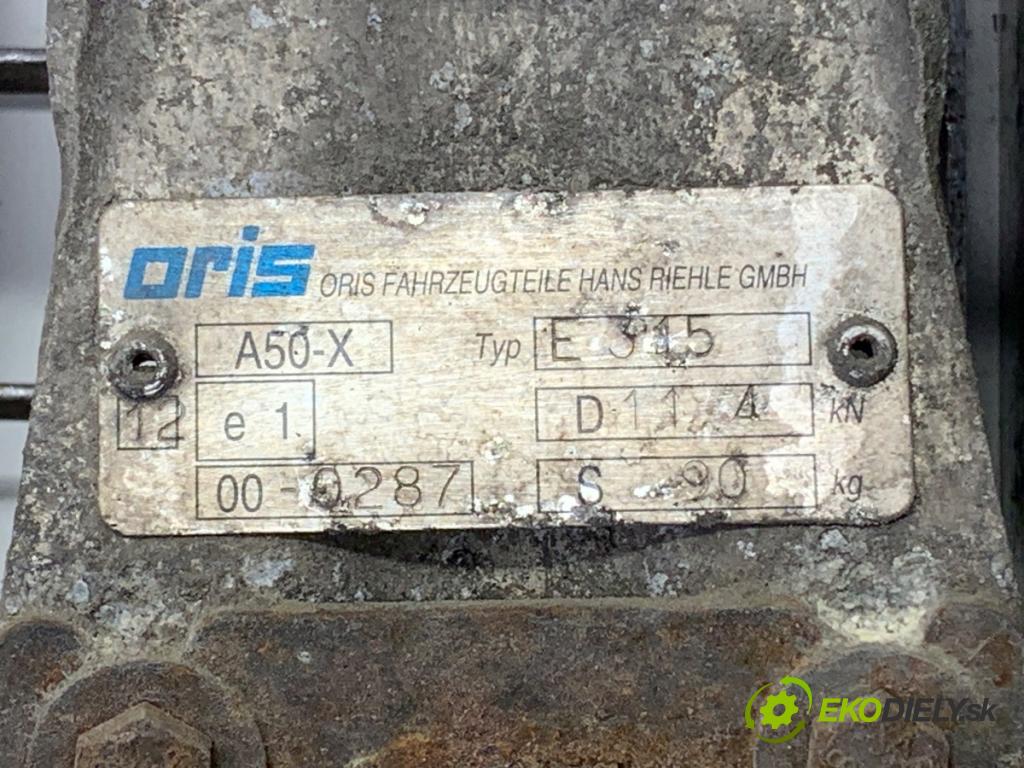 oris ORIS FAHRZEUGTEILE HANS RIEHLE GMBH
A50-X Typ E 315
12 e 1 D 11,4 kN
00-0287 S 90 kg
EKODIELY.sk